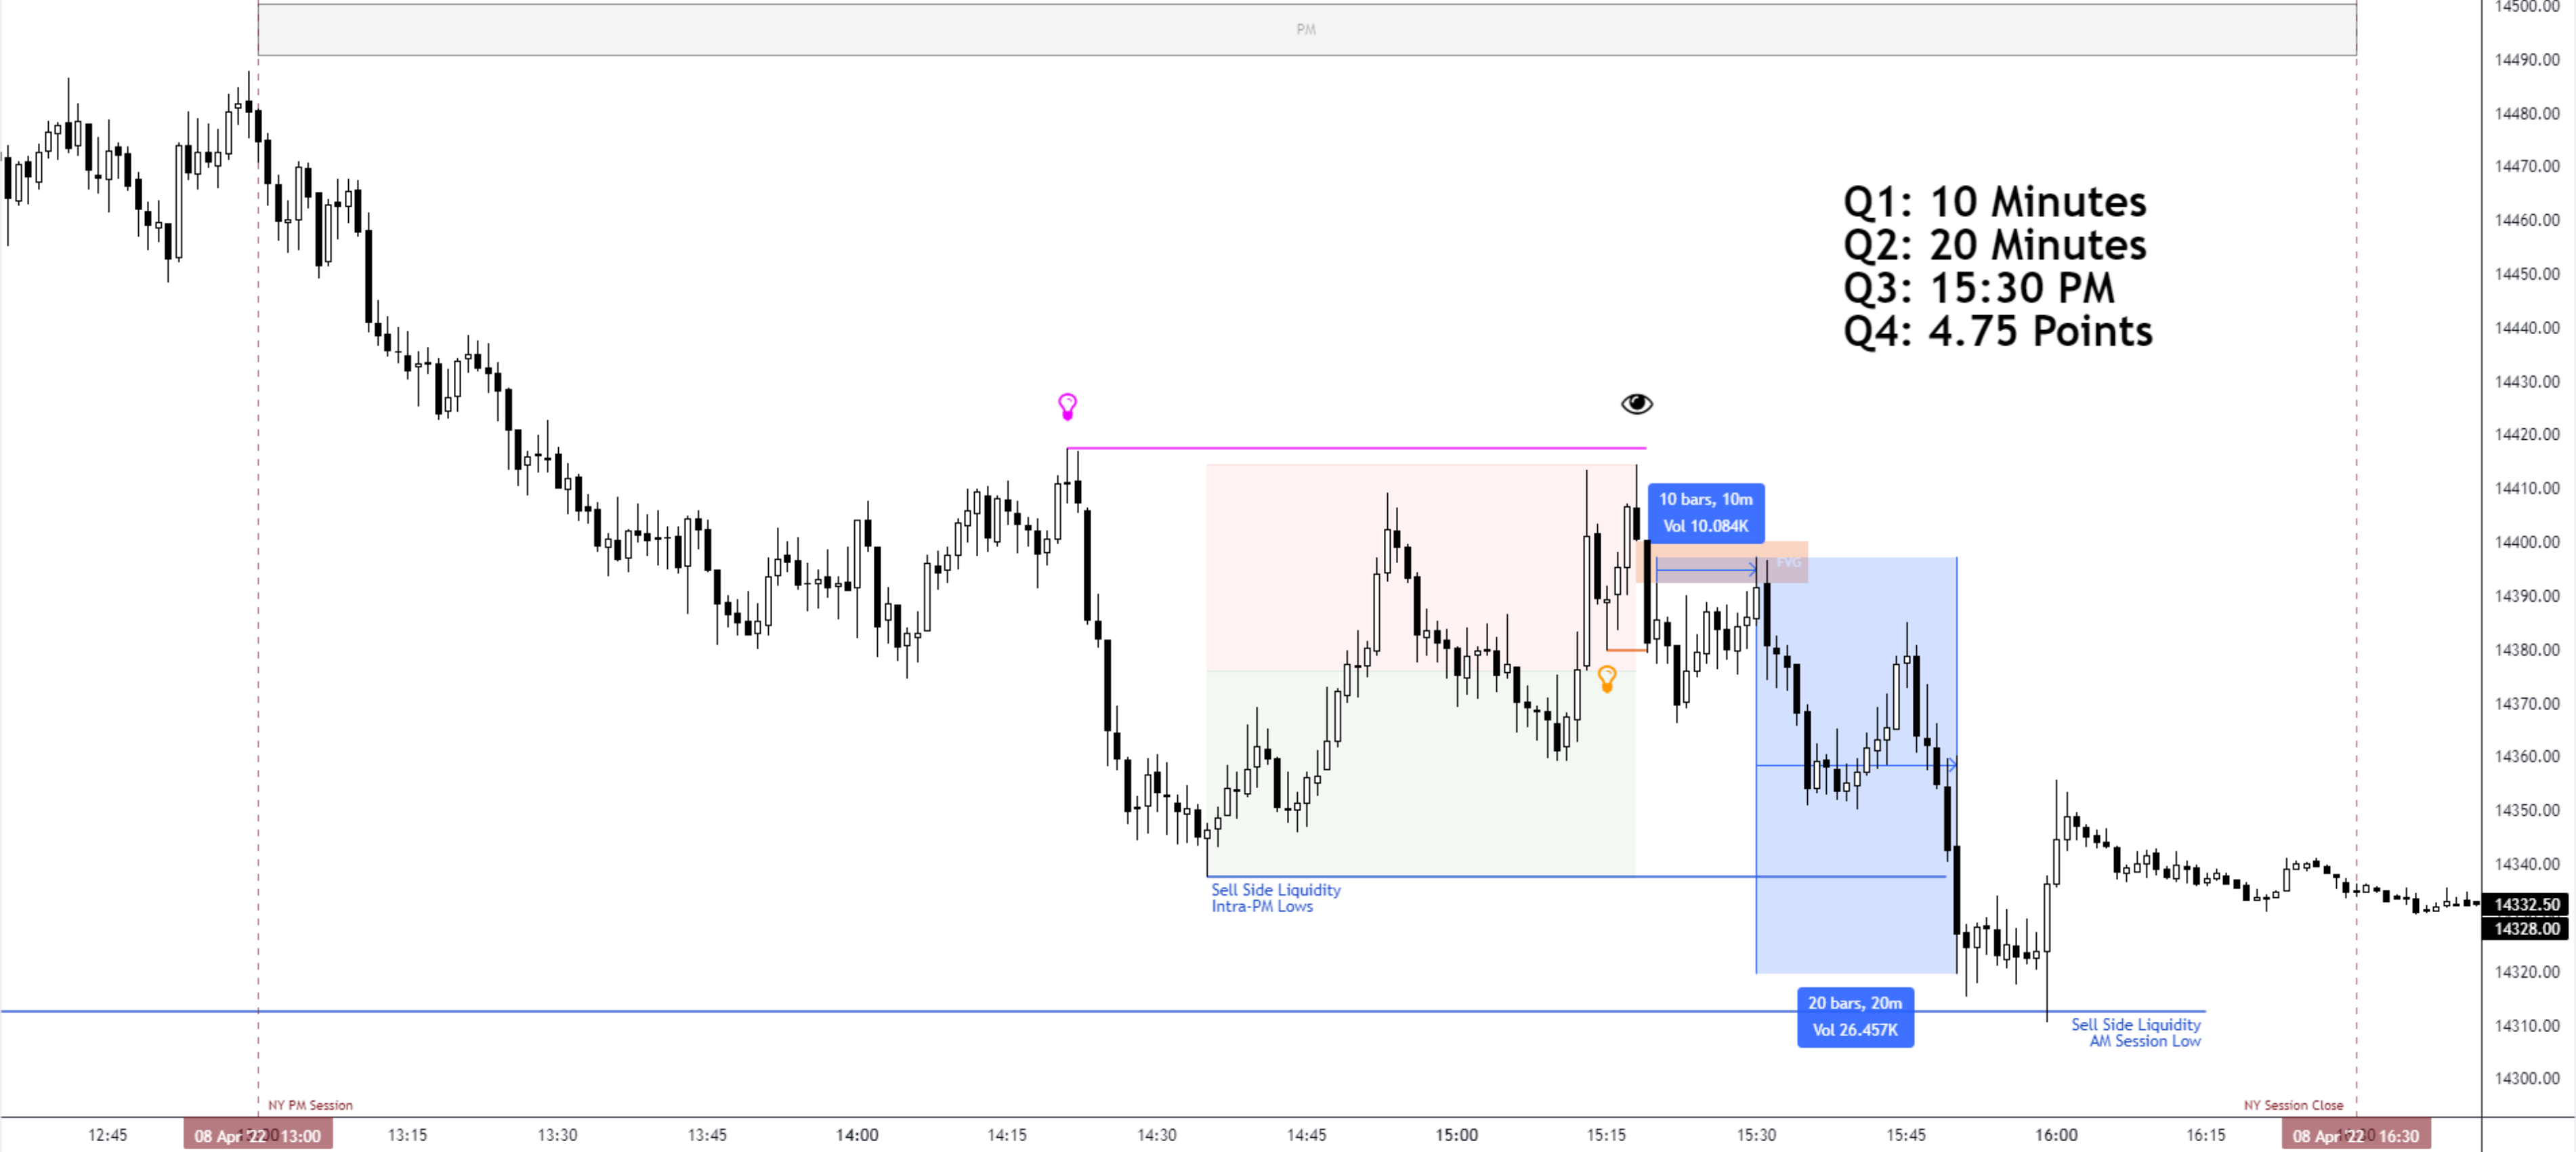 PM
Q1: 10 Minutes
Q2: 20 Minutes
Q3: 15:30 PM
Q4: 4.75 Points
10 bars, 10m
Vol 10.084K
FVG
Sell Side Liquidity
Intra-PM Lows
20 bars, 20m
Vol 26.457K
Sell Side Liquidity
AM Session Low
NY PM Session
NY Session Close
14500.00
14490.00
14480.00
14470.00
14460.00
14450.00
14440.00
14430.00
14420.00
14410.00
14400.00
14390.00
14380.00
14370.00
14360.00
14350.00
14340.00
14332.50
14328.00
14320.00
14310.00
14300.00
12:45 08 Apr '22 13:00 13:15 13:30 13:45 14:00 14:15 14:30 14:45 15:00 15:15 15:30 15:45 16:00 16:15 08 Apr '22 16:30